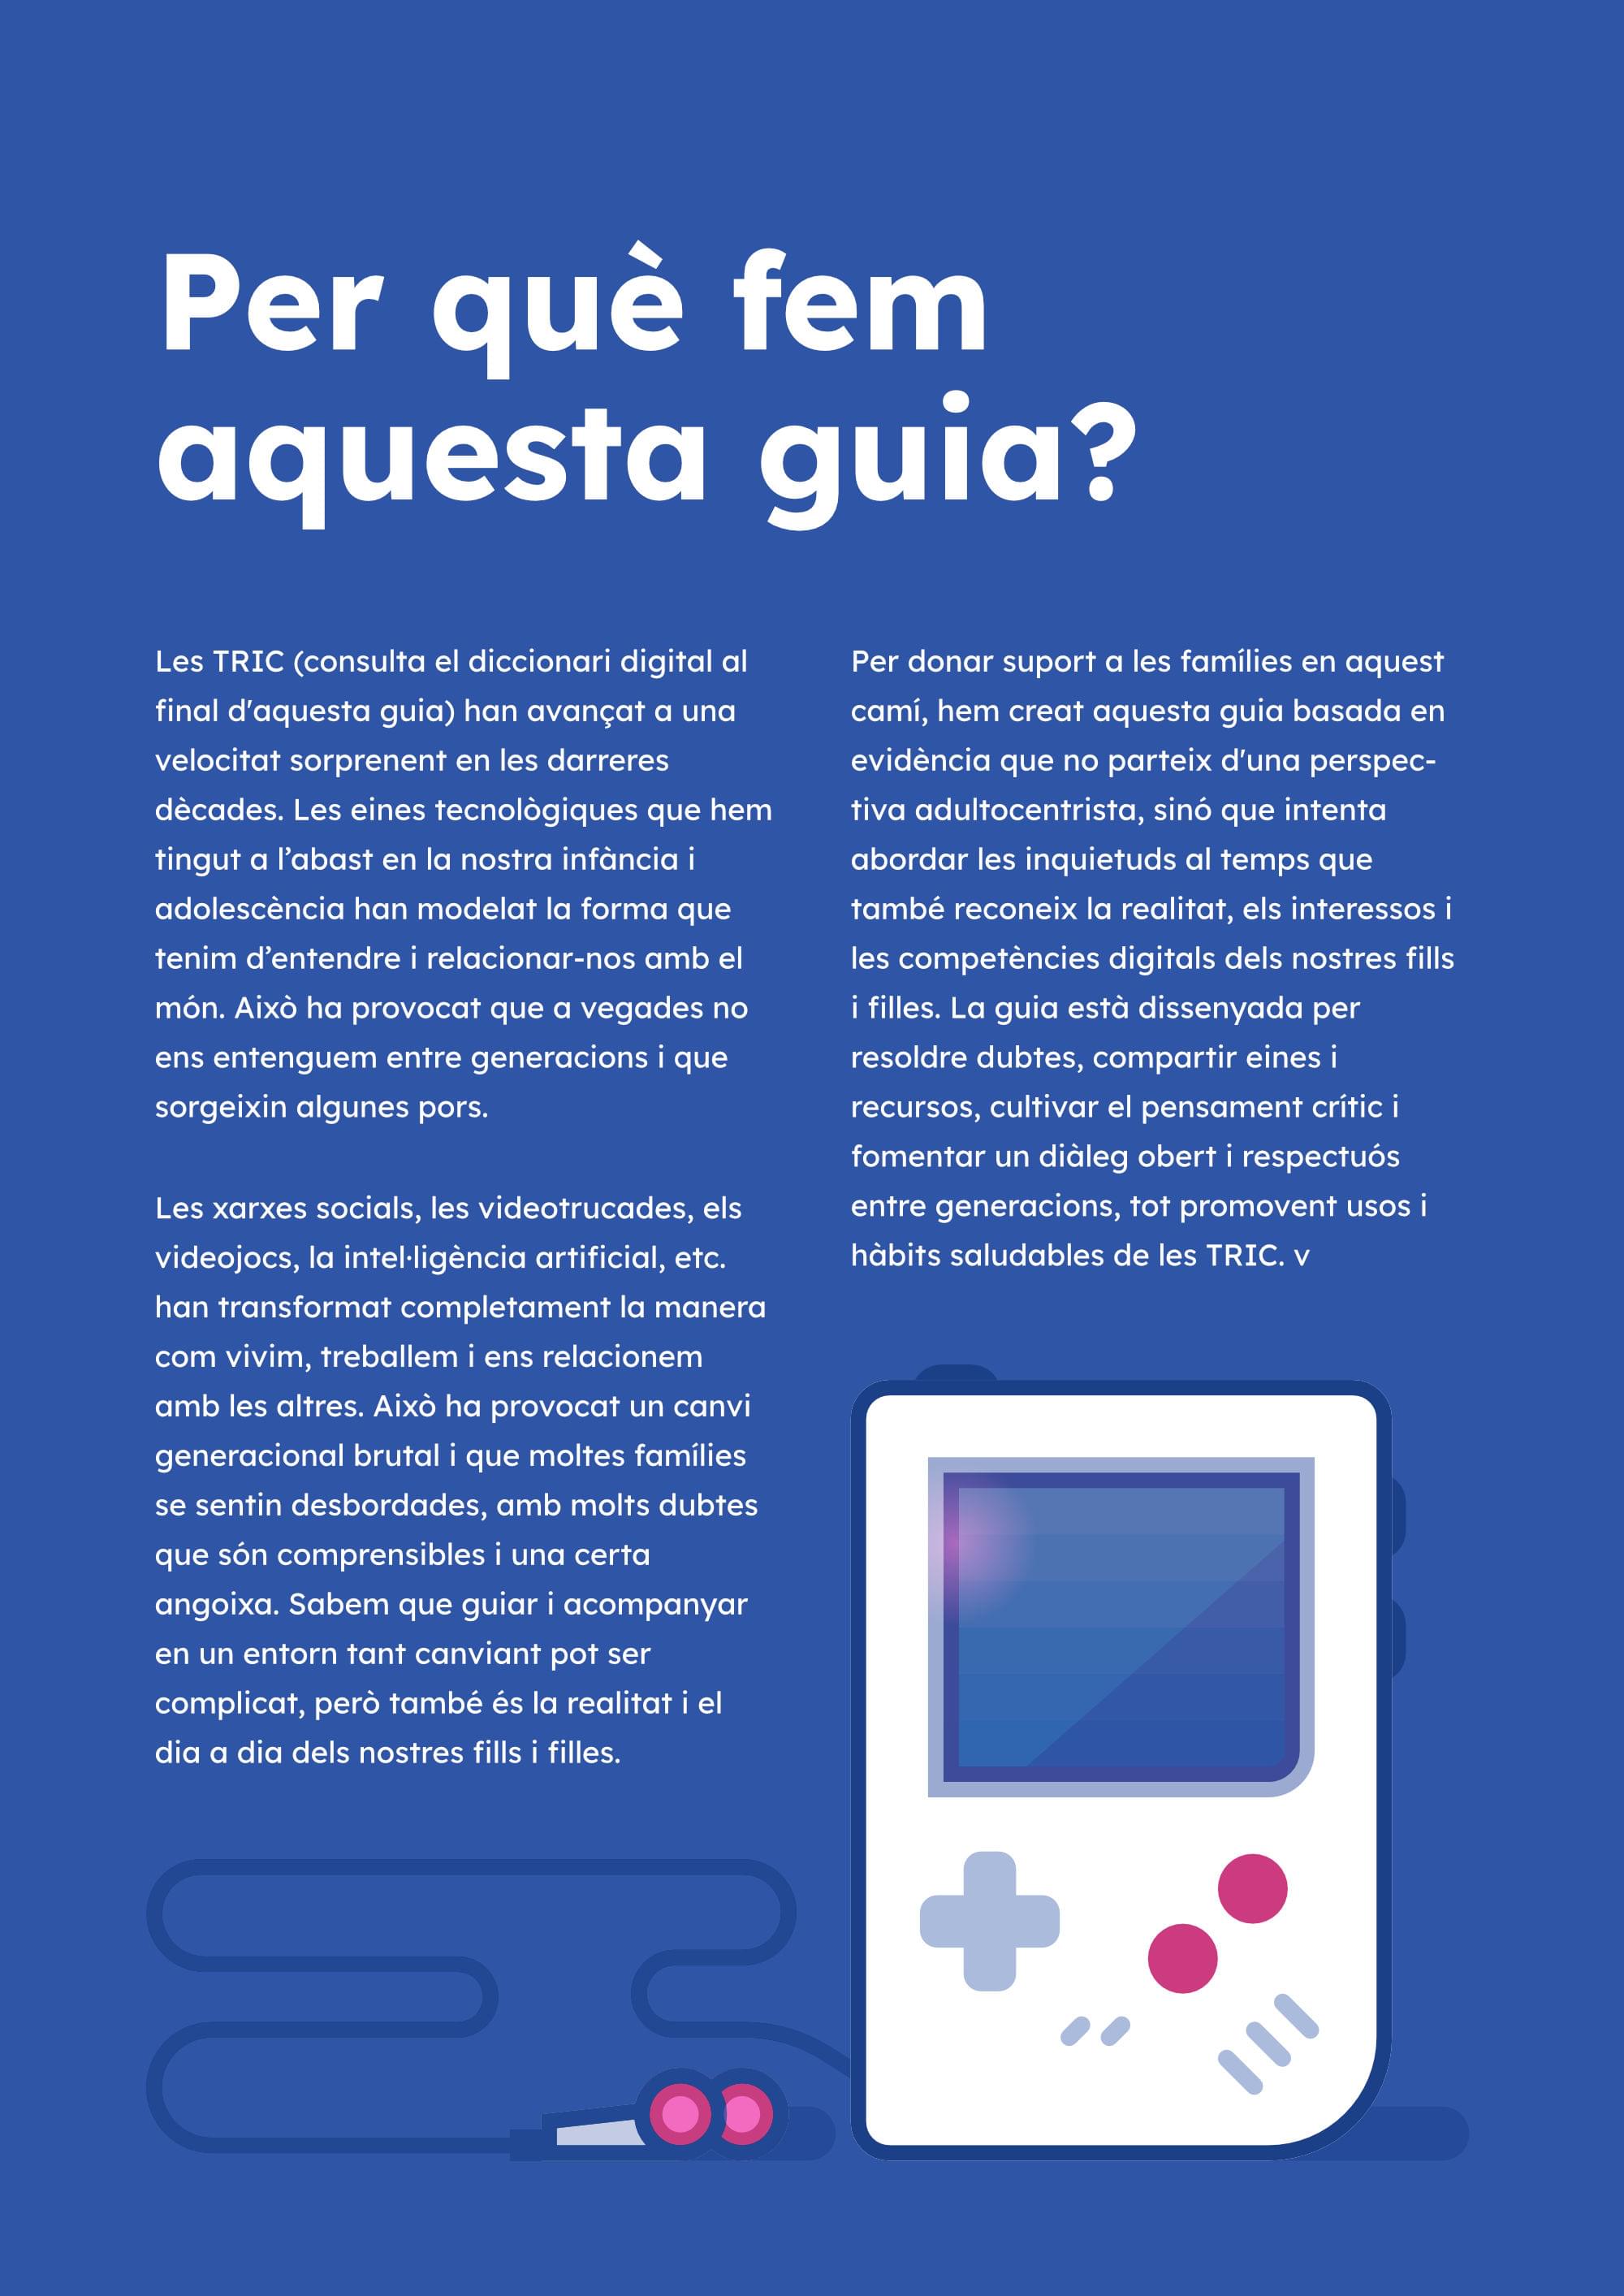 Per què fem
aquesta guia?
Les TRIC (consulta el diccionari digital al
final d'aquesta guia) han avançat a una
velocitat sorprenent en les darreres
dècades. Les eines tecnològiques que hem
tingut a l’abast en la nostra infància i
adolescència han modelat la forma que
tenim d’entendre i relacionar-nos amb el
món. Això ha provocat que a vegades no
ens entenguem entre generacions i que
sorgeixin algunes pors.
Les xarxes socials, les videotrucades, els
videojocs, la intel·ligència artificial, etc.
han transformat completament la manera
com vivim, treballem i ens relacionem
amb les altres. Això ha provocat un canvi
generacional brutal i que moltes famílies
se sentin desbordades, amb molts dubtes
que són comprensibles i una certa
angoixa. Sabem que guiar i acompanyar
en un entorn tant canviant pot ser
complicat, però també és la realitat i el
dia a dia dels nostres fills i filles.
Per donar suport a les famílies en aquest
camí, hem creat aquesta guia basada en
evidència que no parteix d'una perspec-
tiva adultocentrista, sinó que intenta
abordar les inquietuds al temps que
també reconeix la realitat, els interessos i
les competències digitals dels nostres fills
i filles. La guia està dissenyada per
resoldre dubtes, compartir eines i
recursos, cultivar el pensament crític i
fomentar un diàleg obert i respectuós
entre generacions, tot promovent usos i
hàbits saludables de les TRIC. v